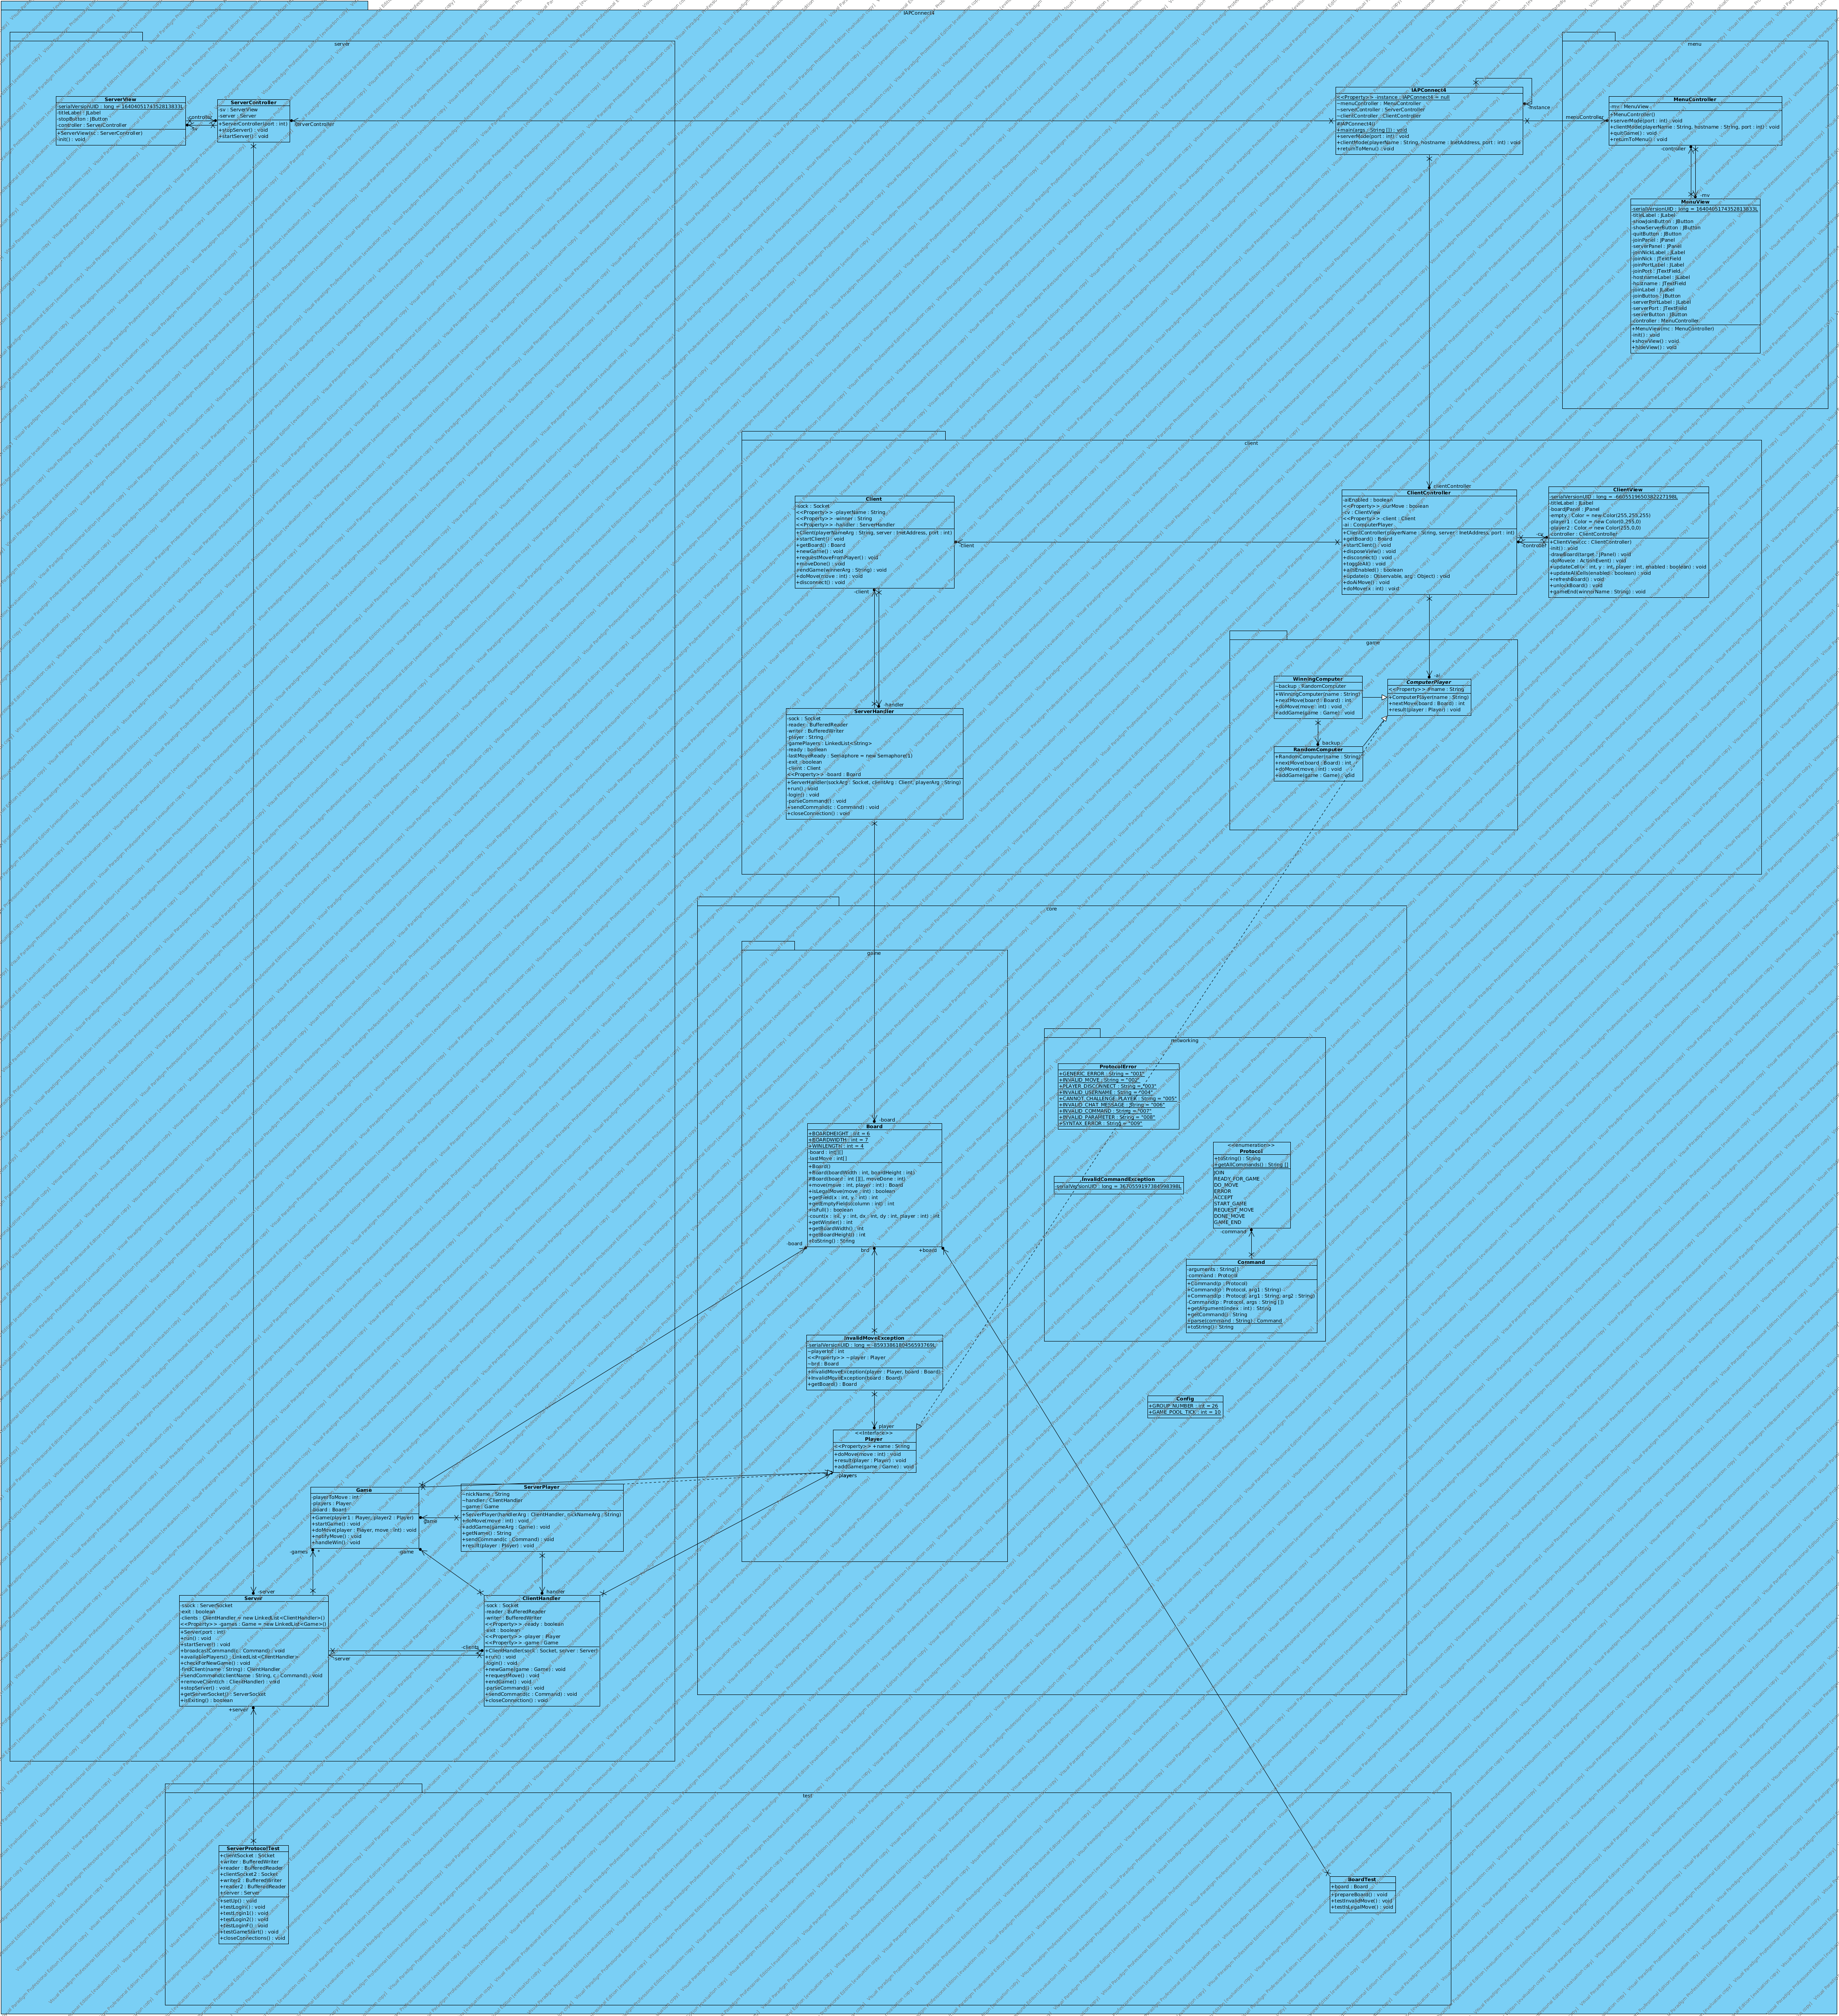 IAPConnect4
server
ServerView
-serialVersionUID : long = 1640405174352813833L
-titleLabel : JLabel
-stopButton : JButton
-controller : ServerController
+ServerView(sc : ServerController)
-init() : void
-controller
-sv
ServerController
-sv : ServerView
-server : Server
+ServerController(port : int)
+stopServer() : void
+startServer() : void
-serverController
IAPConnect4
<<Property>> -instance : IAPConnect4 = null
~menuController : MenuController
~serverController : ServerController
~clientController : ClientController
#IAPConnect4()
+main(args : String []) : void
+serverMode(port : int) : void
+clientMode(playerName : String, hostname : InetAddress, port : int) : void
+returnToMenu() : void
-instance
menuController
menu
MenuController
-mv : MenuView
+MenuController()
+serverMode(port : int) : void
+clientMode(playerName : String, hostname : String, port : int) : void
+quitGame() : void
+returnToMenu() : void
-controller
-mv
MenuView
-serialVersionUID : long = 1640405174352813833L
-titleLabel : JLabel
-showJoinButton : JButton
-showServerButton : JButton
-quitButton : JButton
-joinPanel : JPanel
-serverPanel : JPanel
-joinNickLabel : JLabel
-joinNick : JTextField
-joinPortLabel : JLabel
-joinPort : JTextField
-hostnameLabel : JLabel
-hostname : JTextField
-joinLabel : JLabel
-joinButton : JButton
-serverPortLabel : JLabel
-serverPort : JTextField
-serverButton : JButton
-controller : MenuController
+MenuView(mc : MenuController)
-init() : void
+showView() : void
+hideView() : void
client
Client
-sock : Socket
<<Property>> -playerName : String
<<Property>> -winner : String
<<Property>> -handler : ServerHandler
+Client(playerNameArg : String, server : InetAddress, port : int)
+startClient() : void
+getBoard() : Board
+newGame() : void
+requestMoveFromPlayer() : void
+moveDone() : void
+endGame(winnerArg : String) : void
+doMove(move : int) : void
+disconnect() : void
-client
-client
-handler
clientController
ClientController
-aiEnabled : boolean
<<Property>> -isurMove : boolean
-cv : ClientView
<<Property>> -client : Client
-ai : ComputerPlayer
+ClientController(playerName : String, server : InetAddress, port : int)
+getBoard() : Board
+startClient() : void
+disposeView() : void
+disconnect() : void
+toggleAI() : void
+aiIsEnabled() : boolean
+update(o : Observable, arg : Object) : void
+doAiMove() : void
+doMove(x : int) : void
-cv
-controller
ClientView
-serialVersionUID : long = -6605519650382227198L
-titleLabel : JLabel
-boardPanel : JPanel
-empty : Color = new Color(255,255,255)
-player1 : Color = new Color(0,255,0)
-player2 : Color = new Color(255,0,0)
-controller : ClientController
+ClientView(cc : ClientController)
-init() : void
-drawBoard(target : JPanel) : void
-doMove(e : ActionEvent) : void
+updateCell(x : int, y : int, player : int, enabled : boolean) : void
+updateAllCells(enabled : boolean) : void
+refreshBoard() : void
+unlockBoard() : void
+gameEnd(winnorName : String) : void
game
WinningComputer
~backup : RandomComputer
+WinningComputer(name : String)
+nextMove(board : Board) : int
+doMove(move : int) : void
+addGame(game : Game) : void
-ai
ComputerPlayer
<<Property>> #name : String
+ComputerPlayer(name : String)
+nextMove(board : Board) : int
+result(player : Player) : void
backup
RandomComputer
+RandomComputer(name : String)
+nextMove(board : Board) : int
+doMove(move : int) : void
+addGame(game : Game) : void
ServerHandler
-sock : Socket
-reader : BufferedReader
-writer : BufferedWriter
-player : String
-gamePlayers : LinkedList<String>
-ready : boolean
-lastMoveReady : Semaphore = new Semaphore(1)
-exit : boolean
-client : Client
<<Property>> -board : Board
+ServerHandler(sockArg : Socket, clientArg : Client, playerArg : String)
+run() : void
-login() : void
-parseCommand() : void
+sendCommand(c : Command) : void
+closeConnection() : void
core
game
-board
Board
+BOARDHEIGHT : int = 6
+BOARDWIDTH : int = 7
+WINLENGTH : int = 4
-board : int[][]
-lastMove : int[]
+Board()
+Board(boardWidth : int, boardHeight : int)
#Board(board : int [][], moveDone : int)
+move(move : int, player : int) : Board
+isLegalMove(move : int) : boolean
+getField(x : int, y : int) : int
+getEmptyFields(column : int) : int
+isFull() : boolean
-count(x : int, y : int, dx : int, dy : int, player : int) : int
+getWinner() : int
+getBoardWidth() : int
+getBoardHeight() : int
+toString() : String
-board
brd
+board
InvalidMoveException
-serialVersionUID : long = -8593386180456593769L
~playerInt : int
<<Property>> ~player : Player
~brd : Board
+InvalidMoveException(player : Player, board : Board)
+InvalidMoveException(board : Board)
+getBoard() : Board
player
<<Interface>>
Player
<<Property>> +name : String
+doMove(move : int) : void
+result(player : Player) : void
+addGame(game : Game) : void
-players
networking
ProtocolError
+GENERIC_ERROR : String = "001"
+INVALID_MOVE : String = "002"
+PLAYER_DISCONNECT : String = "003"
+INVALID_USERNAME : String = "004"
+CANNOT_CHALLENGE_PLAYER : String = "005"
+INVALID_CHAT_MESSAGE : String = "006"
+INVALID_COMMAND : String = "007"
+INVALID_PARAMETER : String = "008"
+SYNTAX_ERROR : String = "009"
InvalidCommandException
-serialVersionUID : long = 3670559197384998398L
<<enumeration>>
Protocol
+toString() : String
+getAllCommands() : String []
JOIN
READY_FOR_GAME
DO_MOVE
ERROR
ACCEPT
START_GAME
REQUEST_MOVE
DONE_MOVE
GAME_END
-command
Command
-arguments : String[]
-command : Protocol
+Command(p : Protocol)
+Command(p : Protocol, arg1 : String)
+Command(p : Protocol, arg1 : String, arg2 : String)
-Command(p : Protocol, args : String [])
+getArgument(index : int) : String
+getCommand() : String
+parse(command : String) : Command
+toString() : String
Config
+GROUP_NUMBER : int = 26
+GAME_POOL_TICK : int = 10
Game
-playerToMove : int
-players : Player
-board : Board
+Game(player1 : Player, player2 : Player)
+startGame() : void
+doMove(player : Player, move : int) : void
+notifyMove() : void
+handleWin() : void
game
-games
*
-game
ServerPlayer
~nickName : String
~handler : ClientHandler
~game : Game
+ServerPlayer(handlerArg : ClientHandler, nickNameArg : String)
+doMove(move : int) : void
+addGame(gameArg : Game) : void
+getName() : String
+sendCommand(c : Command) : void
+result(player : Player) : void
-server
Server
-ssock : ServerSocket
-exit : boolean
-clients : ClientHandler = new LinkedList<ClientHandler>()
<<Property>> -games : Game = new LinkedList<Game>()
+Server(port : int)
+run() : void
+startServer() : void
+broadcastCommand(c : Command) : void
+availablePlayers() : LinkedList<ClientHandler>
+checkForNewGame() : void
-findClient(name : String) : ClientHandler
+sendCommand(clientName : String, c : Command) : void
+removeClient(ch : ClientHandler) : void
+stopServer() : void
+getServerSocket() : ServerSocket
+isExiting() : boolean
+server
-clients
-server
handler
ClientHandler
-sock : Socket
-reader : BufferedReader
-writer : BufferedWriter
<<Property>> -ready : boolean
-exit : boolean
<<Property>> -player : Player
<<Property>> -game : Game
+ClientHandler(sock : Socket, server : Server)
+run() : void
-login() : void
+newGame(game : Game) : void
+requestMove() : void
+endGame() : void
-parseCommand() : void
+sendCommand(c : Command) : void
+closeConnection() : void
test
ServerProtocolTest
+clientSocket : Socket
+writer : BufferedWriter
+reader : BufferedReader
+clientSocket2 : Socket
+writer2 : BufferedWriter
+reader2 : BufferedReader
+server : Server
+setUp() : void
+testLogin() : void
+testLogin1() : void
+testLogin2() : void
+testLoginF() : void
+testGameStart() : void
+closeConnections() : void
BoardTest
+board : Board
+prepareBoard() : void
+testInvalidMove() : void
+testIsLegalMove() : void